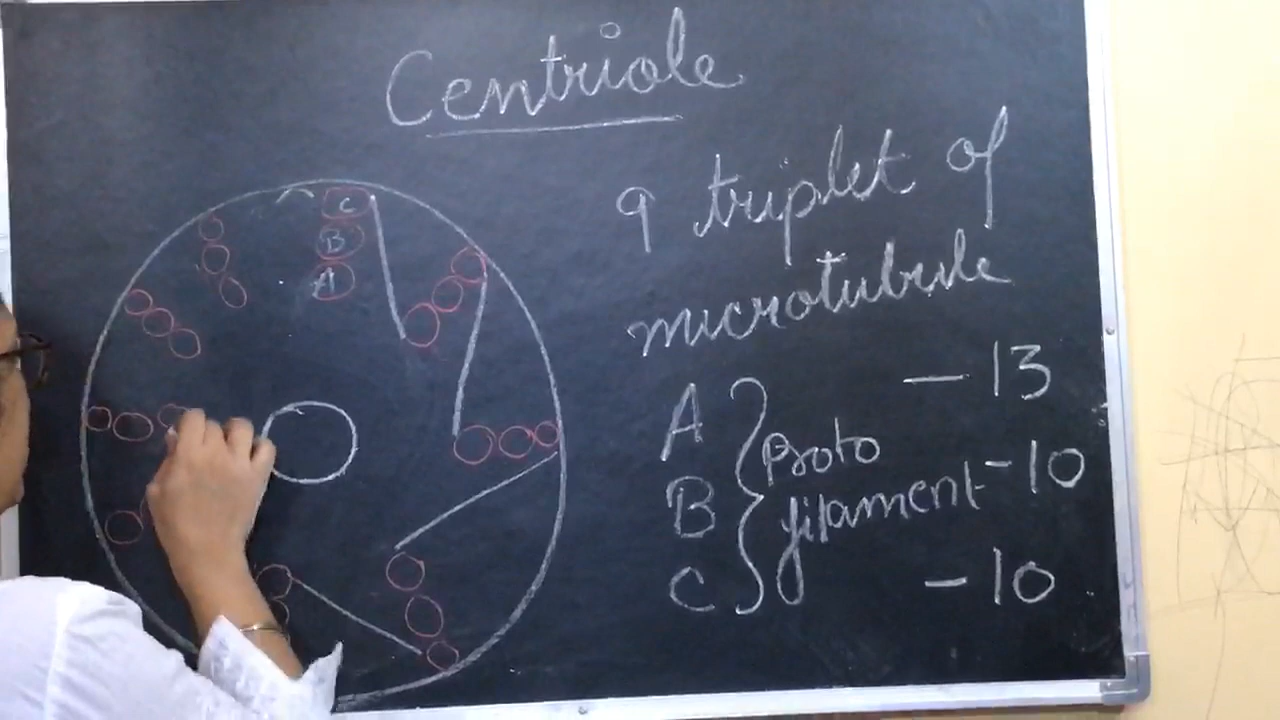 Centriole
C
B
A
9 triplet of
microtubule
A - 13
B Proto filament - 10
C - 10